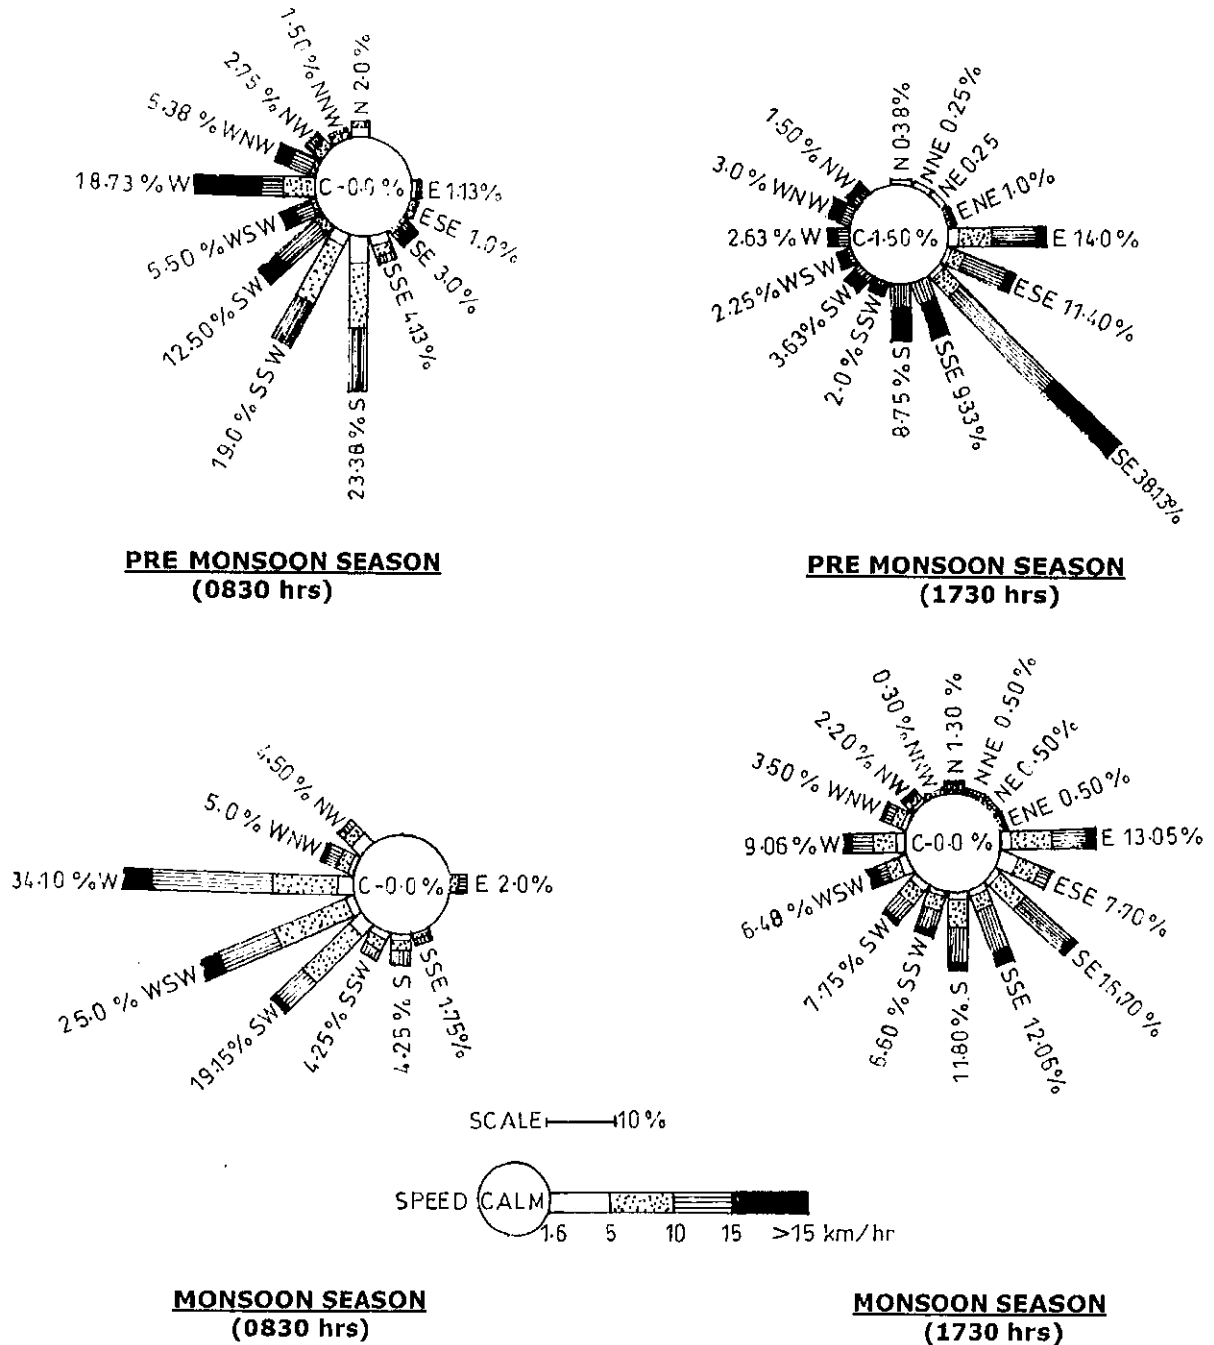 1.50 % NNW
N 2.0 %
2.75 % NW
5.38 % WNW
18.73 % W
C-0.0 %
E 1.13%
ESE 1.0%
SE 3.0%
SSE 4.13%
5.50 % WSW
12.50% SW
19.0 % SSW
23.38 % S
PRE MONSOON SEASON
(0830 hrs)
N 0.38%
NNE 0.25%
NE 0.25
ENE 1.0%
1.50 % NW
3.0 % WNW
2.63 % W
C-1.50 %
E 14.0 %
ESE 11.40%
2.25% WSW
3.63% SW
2.0 % SSW
8.75 % S
SSE 9.33%
SE 38.13%
PRE MONSOON SEASON
(1730 hrs)
4.50 % NW
5.0 % WNW
34.10 % W
C-0.0 %
E 2.0%
25.0 % WSW
19.15% SW
4.25% SSW
4.25 % S
SSE 1.75%
0.30 % NNW
N 1.30 %
NNE 0.50%
NE 0.50%
ENE 0.50%
2.20 % NW
3.50 % WNW
9.06 % W
C-0.0 %
E 13.05%
6.48 % WSW
7.75 % SW
6.60 % SSW
11.80% S
SSE 12.06%
SE %
ESE 7.70%
SCALE 10 %
SPEED CALM
1.6 5 10 15 >15 km/hr
MONSOON SEASON
(0830 hrs)
MONSOON SEASON
(1730 hrs)